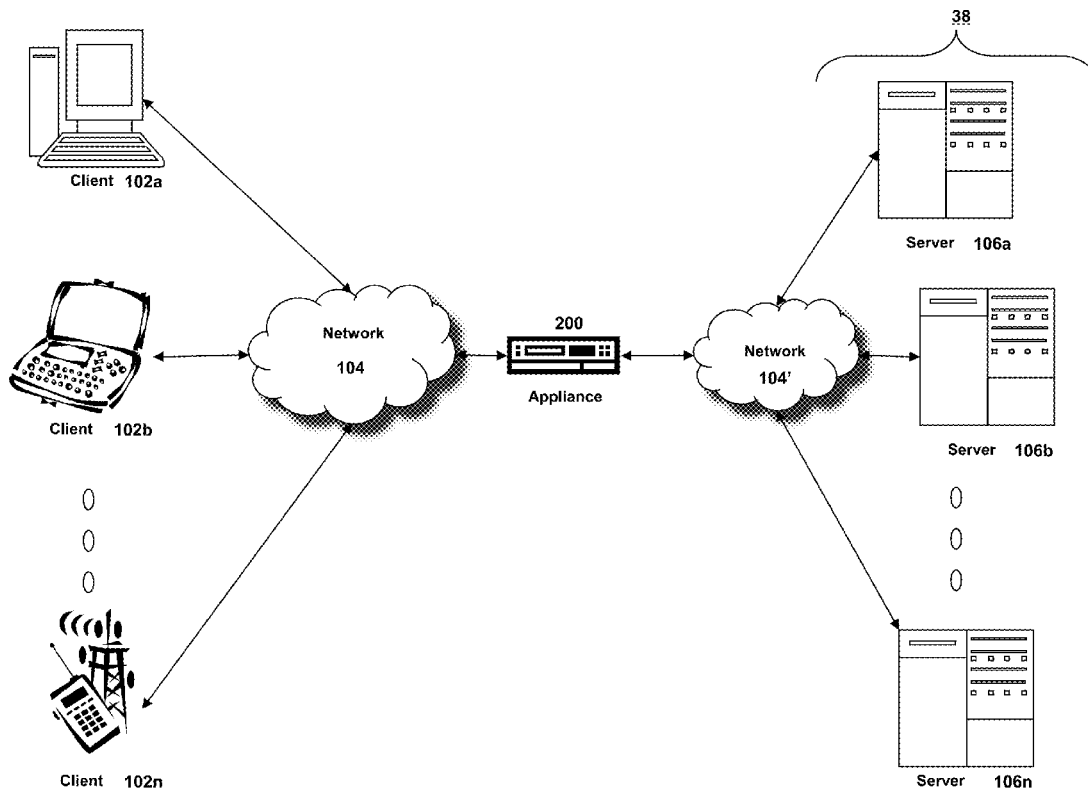 38
Client 102a
Server 106a
Network
104
200
Appliance
Network
104'
Client 102b
Server 106b
Client 102n
Server 106n